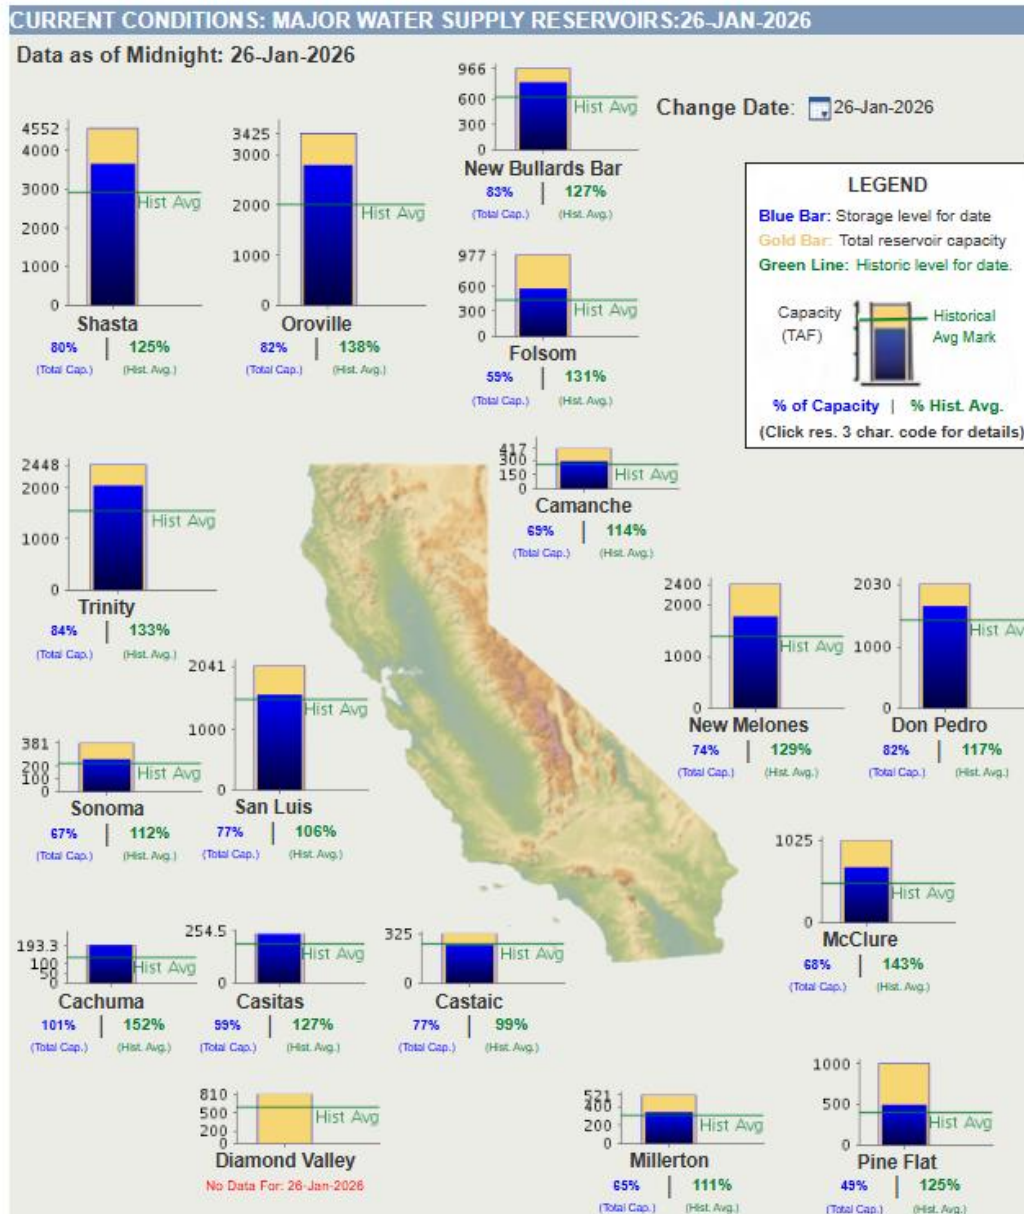 CURRENT CONDITIONS: MAJOR WATER SUPPLY RESERVOIRS:26-JAN-2026
Data as of Midnight: 26-Jan-2026
Change Date: 26-Jan-2026
4552
4000
3000
2000
1000
0
Hist Avg
Shasta
80% | 125%
(Total Cap.) (Hist. Avg.)
3425
3000
2000
1000
0
Hist Avg
Oroville
82% | 138%
(Total Cap.) (Hist. Avg.)
966
600
300
0
Hist Avg
New Bullards Bar
83% | 127%
(Total Cap.) (Hist. Avg.)
977
600
300
0
Hist Avg
Folsom
59% | 131%
(Total Cap.) (Hist. Avg.)
LEGEND
Blue Bar: Storage level for date
Gold Bar: Total reservoir capacity
Green Line: Historic level for date.
Capacity
(TAF)
Historical
Avg Mark
% of Capacity | % Hist. Avg.
(Click res. 3 char. code for details)
417
300
150
0
Hist Avg
Camanche
69% | 114%
(Total Cap.) (Hist. Avg.)
2448
2000
1000
0
Hist Avg
Trinity
84% | 133%
(Total Cap.) (Hist. Avg.)
2400
2000
1000
0
Hist Avg
New Melones
74% | 129%
(Total Cap.) (Hist. Avg.)
2030
1000
0
Hist Av
Don Pedro
82% | 117%
(Total Cap.) (Hist. Avg.)
381
200
100
0
Hist Avg
Sonoma
67% | 112%
(Total Cap.) (Hist. Avg.)
2041
1000
0
Hist Avg
San Luis
77% | 106%
(Total Cap.) (Hist. Avg.)
1025
0
Hist Avg
McClure
68% | 143%
(Total Cap.) (Hist. Avg.)
193.3
100
50
0
Hist Avg
Cachuma
101% | 152%
(Total Cap.) (Hist. Avg.)
254.5
0
Hist Avg
Casitas
99% | 127%
(Total Cap.) (Hist. Avg.)
325
0
Hist Avg
Castaic
77% | 99%
(Total Cap.) (Hist. Avg.)
810
500
200
0
Hist Avg
Diamond Valley
No Data For: 26-Jan-2026
521
400
200
0
Hist Avg
Millerton
65% | 111%
(Total Cap.) (Hist. Avg.)
1000
500
0
Hist Avg
Pine Flat
49% | 125%
(Total Cap.) (Hist. Avg.)